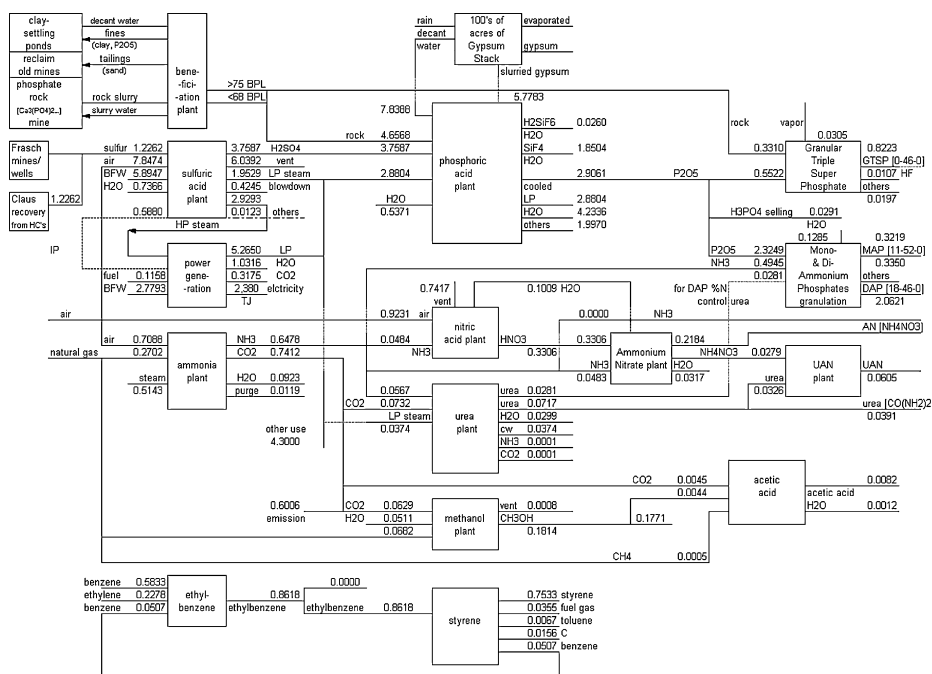 clay-
settling
ponds
reclaim
old mines
phosphate
rock
[Ca3(PO4)2...]
mine
decant water
fines
(clay, P2O5)
tailings
(sand)
rock slurry
slurry water
bene-
-fici-
-ation
plant
>75 BPL
<68 BPL
rain
decant
water
100's of
acres of
Gypsum
Stack
evaporated
gypsum
slurried gypsum
5.7783
7.8388
rock 4.6568
3.7587
2.8804
H2O
0.5371
phosphoric
acid
plant
H2SiF6 0.0260
H2O
SiF4 1.8504
H2O
2.9061
cooled
LP 2.8804
H2O 4.2336
others 1.9970
P2O5
rock
vapor
0.0305
0.3310
0.5522
Granular
Triple
Super
Phosphate
0.8223
GTSP [0-46-0]
0.0107 HF
others
0.0197
H3PO4 selling 0.0291
H2O
Frasch
mines/
wells
Claus
recovery
from HC's
1.2262
sulfur 1.2262
air 7.8474
BFW 5.8947
H2O 0.7366
0.5880
sulfuric
acid
plant
3.7587 H2SO4
6.0392 vent
1.9529 LP steam
0.4245 blowdown
2.9293
0.0123 others
HP steam
IP
fuel 0.1158
BFW 2.7793
power
gene-
-ration
5.2650 LP
1.0316 H2O
0.3175 CO2
2,380 elctricity
TJ
0.1285
P2O5 2.3249
NH3 0.4945
0.0281
for DAP %N
control urea
Mono-
& Di-
Ammonium
Phosphates
granulation
0.3219
MAP [11-52-0]
0.3350
others
DAP [18-46-0]
2.0621
air
0.9231 air
0.7417
vent
0.1009 H2O
nitric
acid plant
0.0484
NH3
HNO3
0.3306
0.0000 NH3
0.3306
NH3
0.0483
Ammonium
Nitrate plant
0.2184
NH4NO3 0.0279
H2O
0.0317
AN [NH4NO3]
UAN
plant
urea
0.0326
UAN
0.0605
air 0.7088
natural gas 0.2702
steam
0.5143
ammonia
plant
NH3 0.6478
CO2 0.7412
H2O 0.0923
purge 0.0119
other use
4.3000
0.0567
CO2 0.0732
LP steam
0.0374
urea
plant
urea 0.0281
urea 0.0717
H2O 0.0299
cw 0.0374
NH3 0.0001
CO2 0.0001
urea [CO(NH2)2
0.0391
0.6006
emission
CO2 0.0629
H2O 0.0511
0.0682
methanol
plant
vent 0.0008
CH3OH
0.1814
0.1771
CO2 0.0045
0.0044
CH4 0.0005
acetic
acid
0.0082
acetic acid
H2O 0.0012
benzene 0.5833
ethylene 0.2278
benzene 0.0507
ethyl-
benzene
0.8618
ethylbenzene
0.0000
ethylbenzene 0.8618
styrene
0.7533 styrene
0.0355 fuel gas
0.0067 toluene
0.0156 C
0.0507 benzene